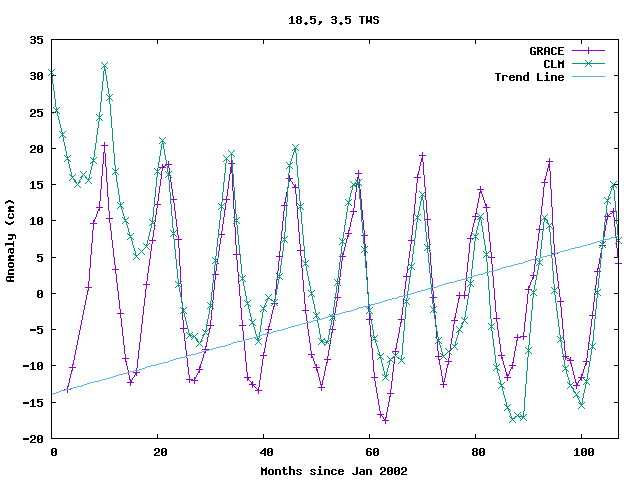 18.5, 3.5 TWS
GRACE
CLM
Trend Line
35
30
25
20
15
10
5
0
-5
-10
-15
-20
Anomaly (cm)
0 20 40 60 80 100
Months since Jan 2002